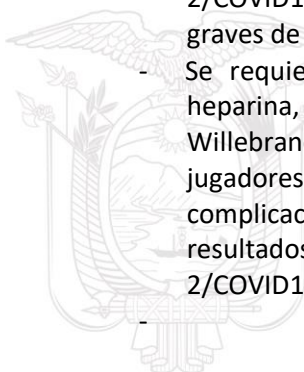 2/COVID1
graves de
- Se requie
heparina,
Willebran
jugadores
complicac
resultados
2/COVID1
-